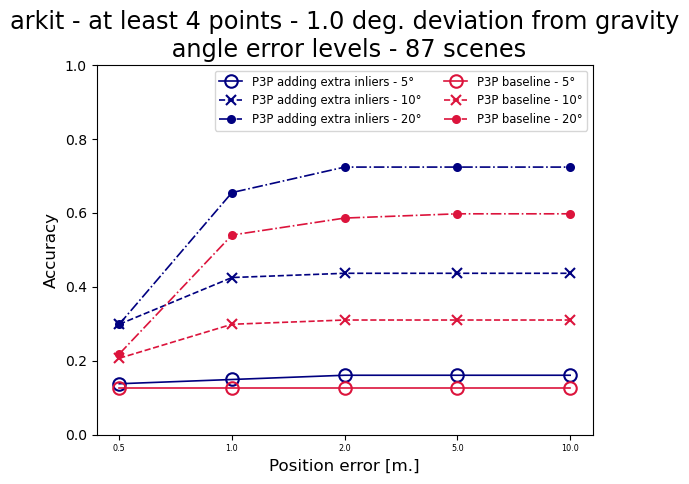 arkit - at least 4 points - 1.0 deg. deviation from gravity
angle error levels - 87 scenes
P3P adding extra inliers - 5°
P3P adding extra inliers - 10°
P3P adding extra inliers - 20°
P3P baseline - 5°
P3P baseline - 10°
P3P baseline - 20°
1.0
0.8
0.6
0.4
0.2
0.0
Accuracy
0.5 1.0 2.0 5.0 10.0
Position error [m.]